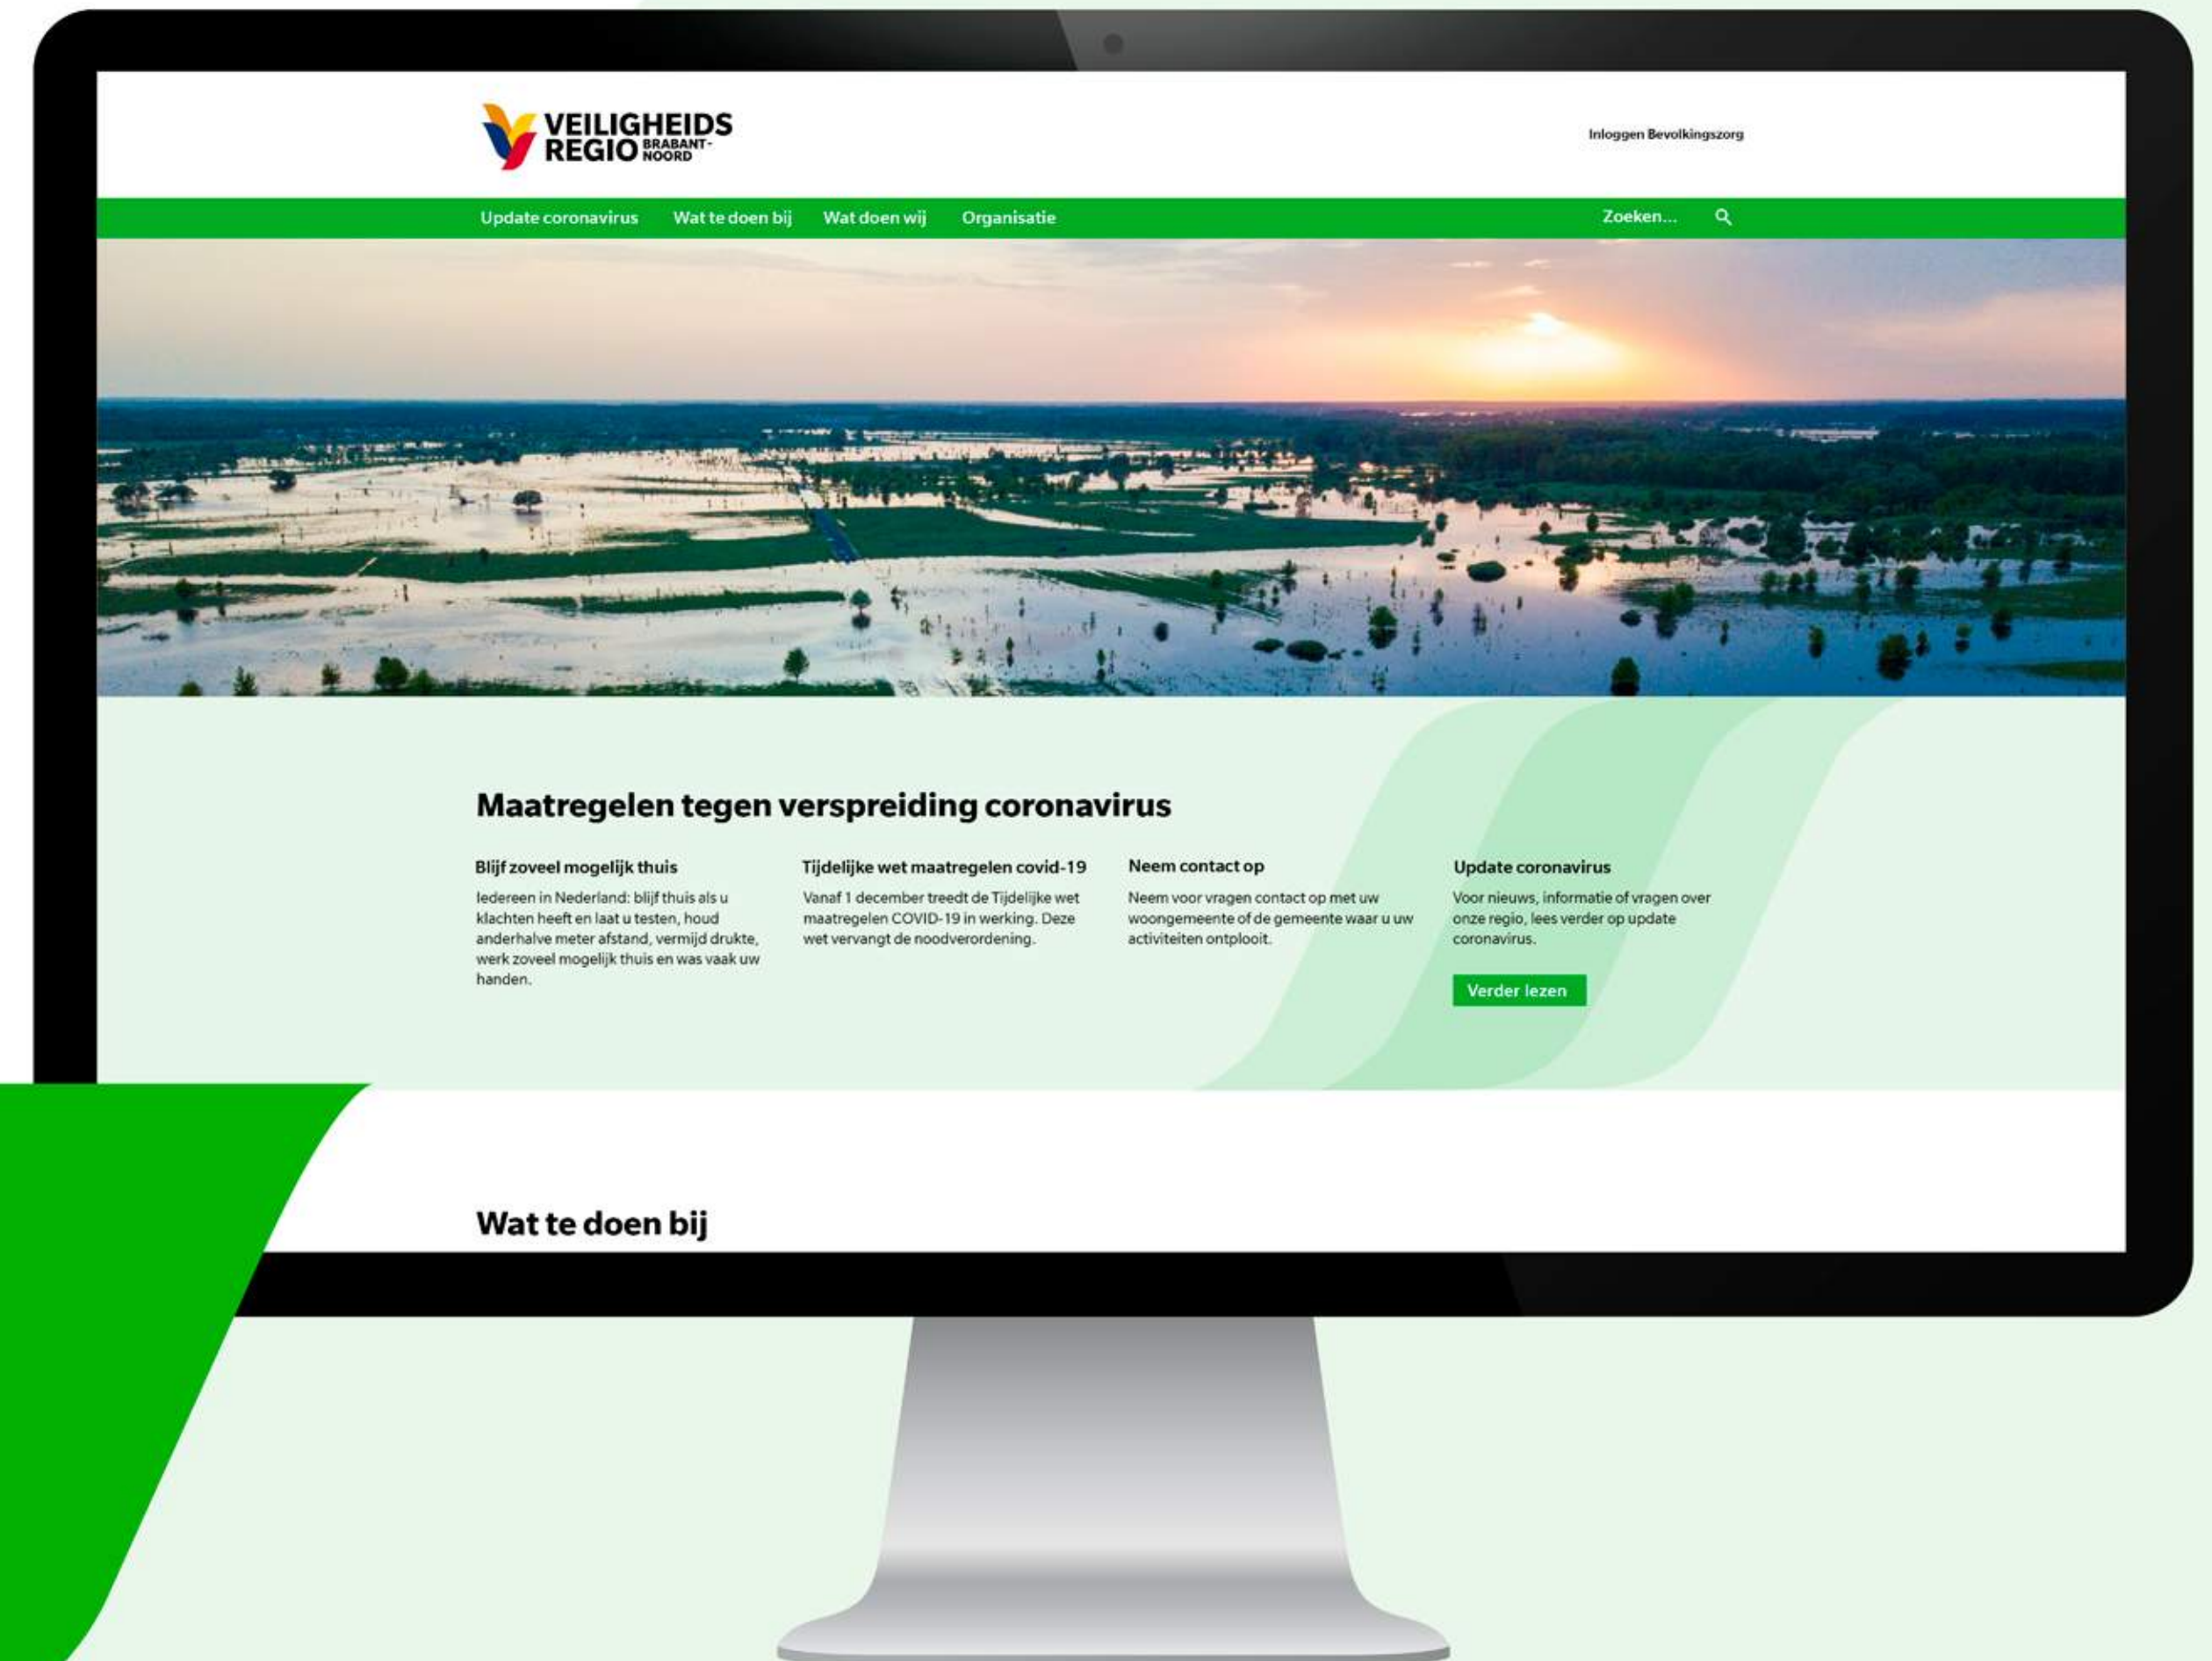 VEILIGHEIDS
REGIO BRABANT-
NOORD
Inloggen Bevolkingszorg
Update coronavirus Wat te doen bij Wat doen wij Organisatie Zoeken...
Maatregelen tegen verspreiding coronavirus
Blijf zoveel mogelijk thuis
Iedereen in Nederland: blijf thuis als u
klachten heeft en laat u testen, houd
anderhalve meter afstand, vermijd drukte,
werk zoveel mogelijk thuis en was vaak uw
handen.
Tijdelijke wet maatregelen covid-19
Vanaf 1 december treedt de Tijdelijke wet
maatregelen COVID-19 in werking. Deze
wet vervangt de noodverordening.
Neem contact op
Neem voor vragen contact op met uw
woongemeente of de gemeente waar u uw
activiteiten ontplooit.
Update coronavirus
Voor nieuws, informatie of vragen over
onze regio, lees verder op update
coronavirus.
Verder lezen
Wat te doen bij